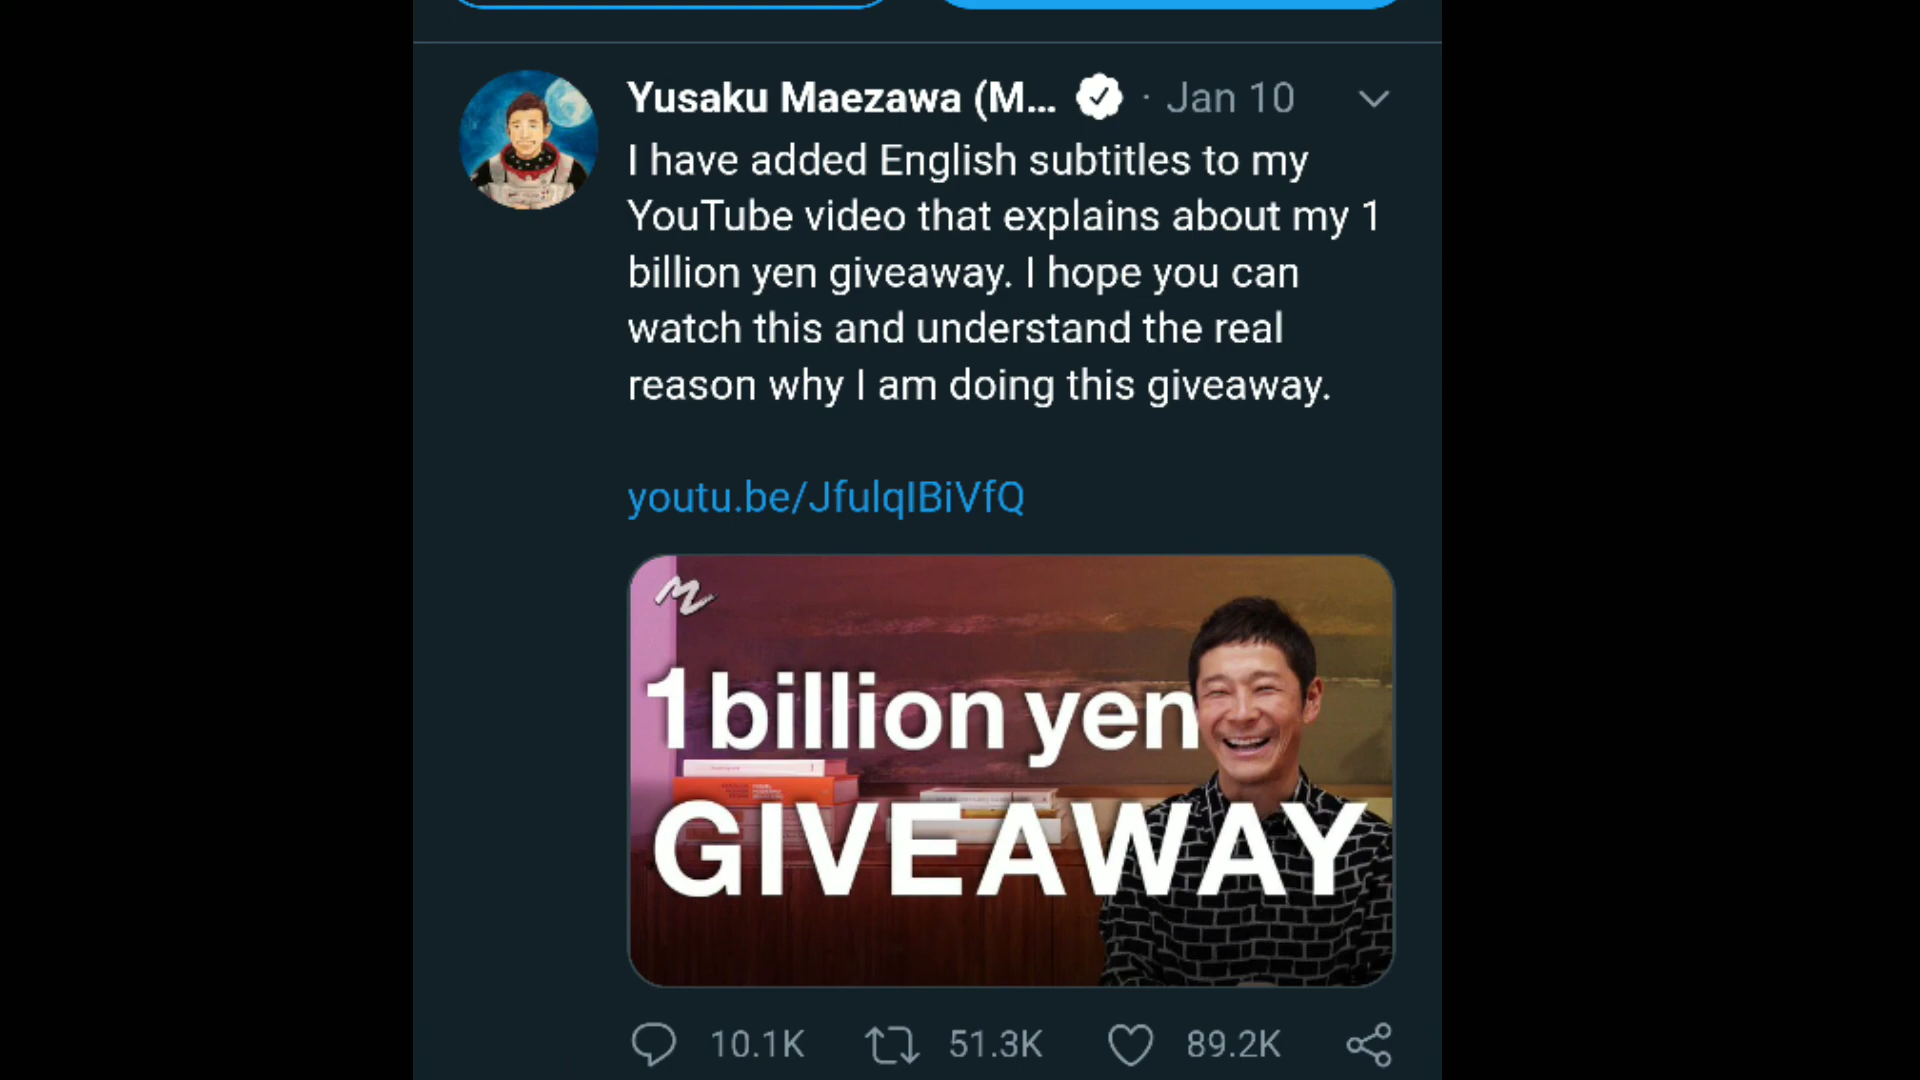 Yusaku Maezawa (M... · Jan 10
I have added English subtitles to my
YouTube video that explains about my 1
billion yen giveaway. I hope you can
watch this and understand the real
reason why I am doing this giveaway.
youtu.be/JfulqIBiVfQ
1 billion yen
GIVEAWAY
10.1K 51.3K 89.2K